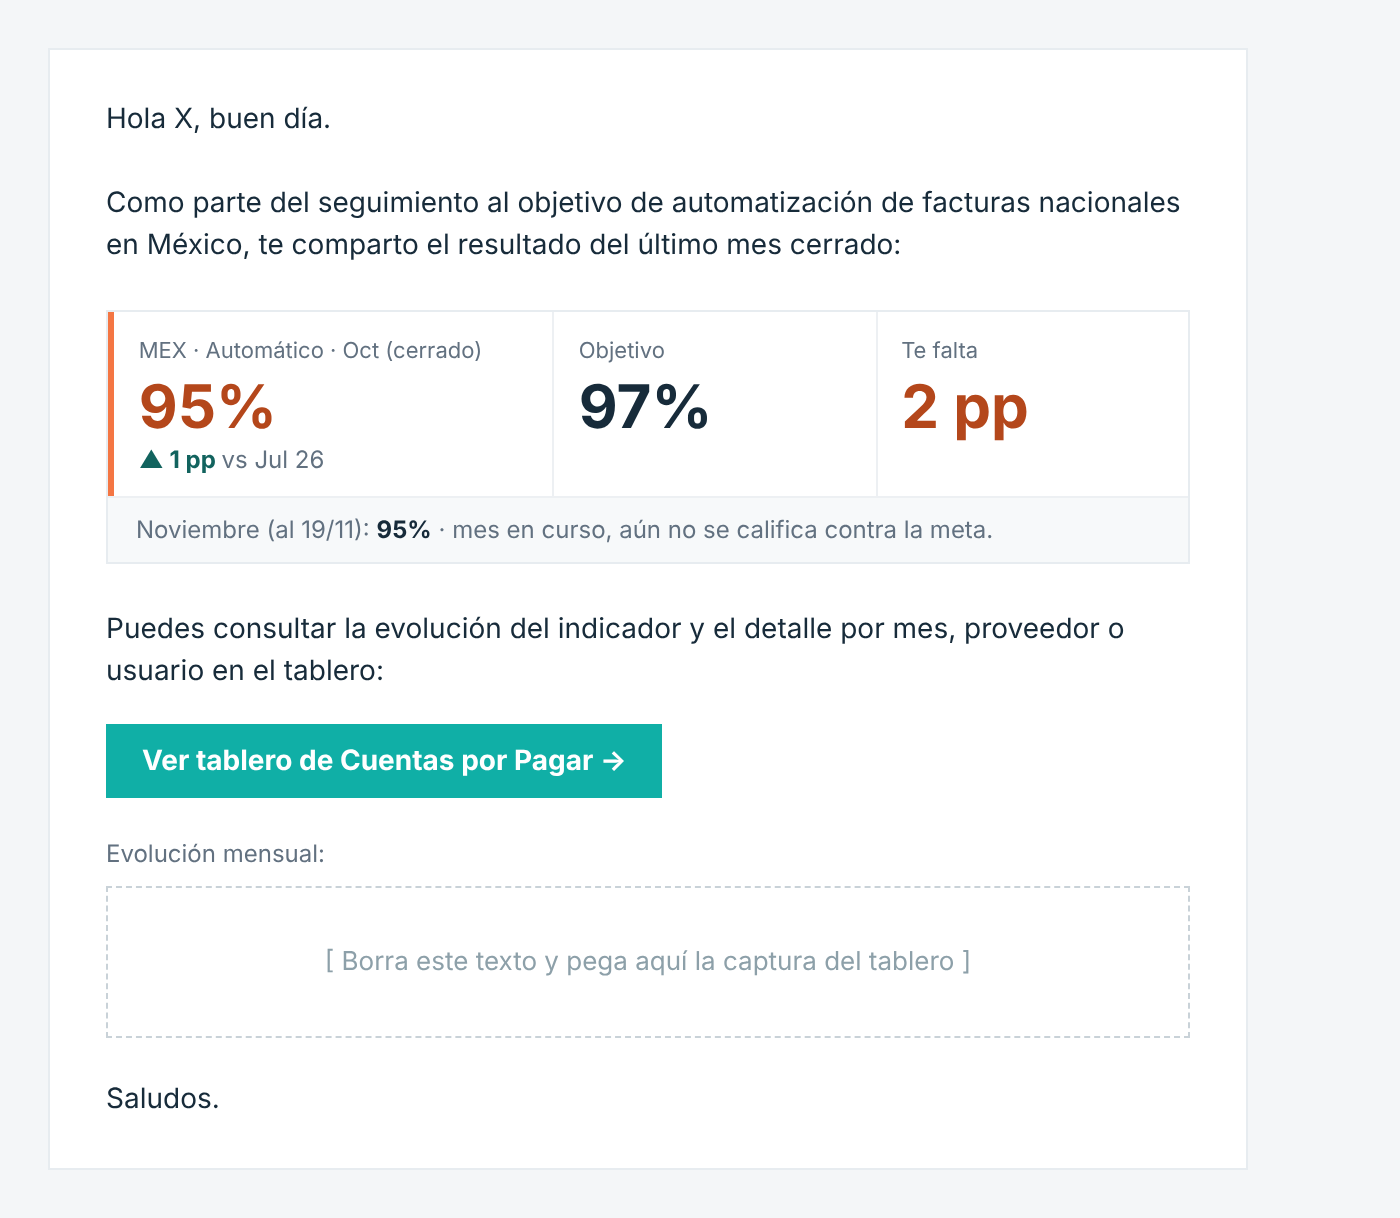 Hola X, buen día.
Como parte del seguimiento al objetivo de automatización de facturas nacionales
en México, te comparto el resultado del último mes cerrado:
MEX · Automático · Oct (cerrado)
95%
▲ 1 pp vs Jul 26
Objetivo
97%
Te falta
2 pp
Noviembre (al 19/11): 95% · mes en curso, aún no se califica contra la meta.
Puedes consultar la evolución del indicador y el detalle por mes, proveedor o
usuario en el tablero:
Ver tablero de Cuentas por Pagar →
Evolución mensual:
[ Borra este texto y pega aquí la captura del tablero ]
Saludos.